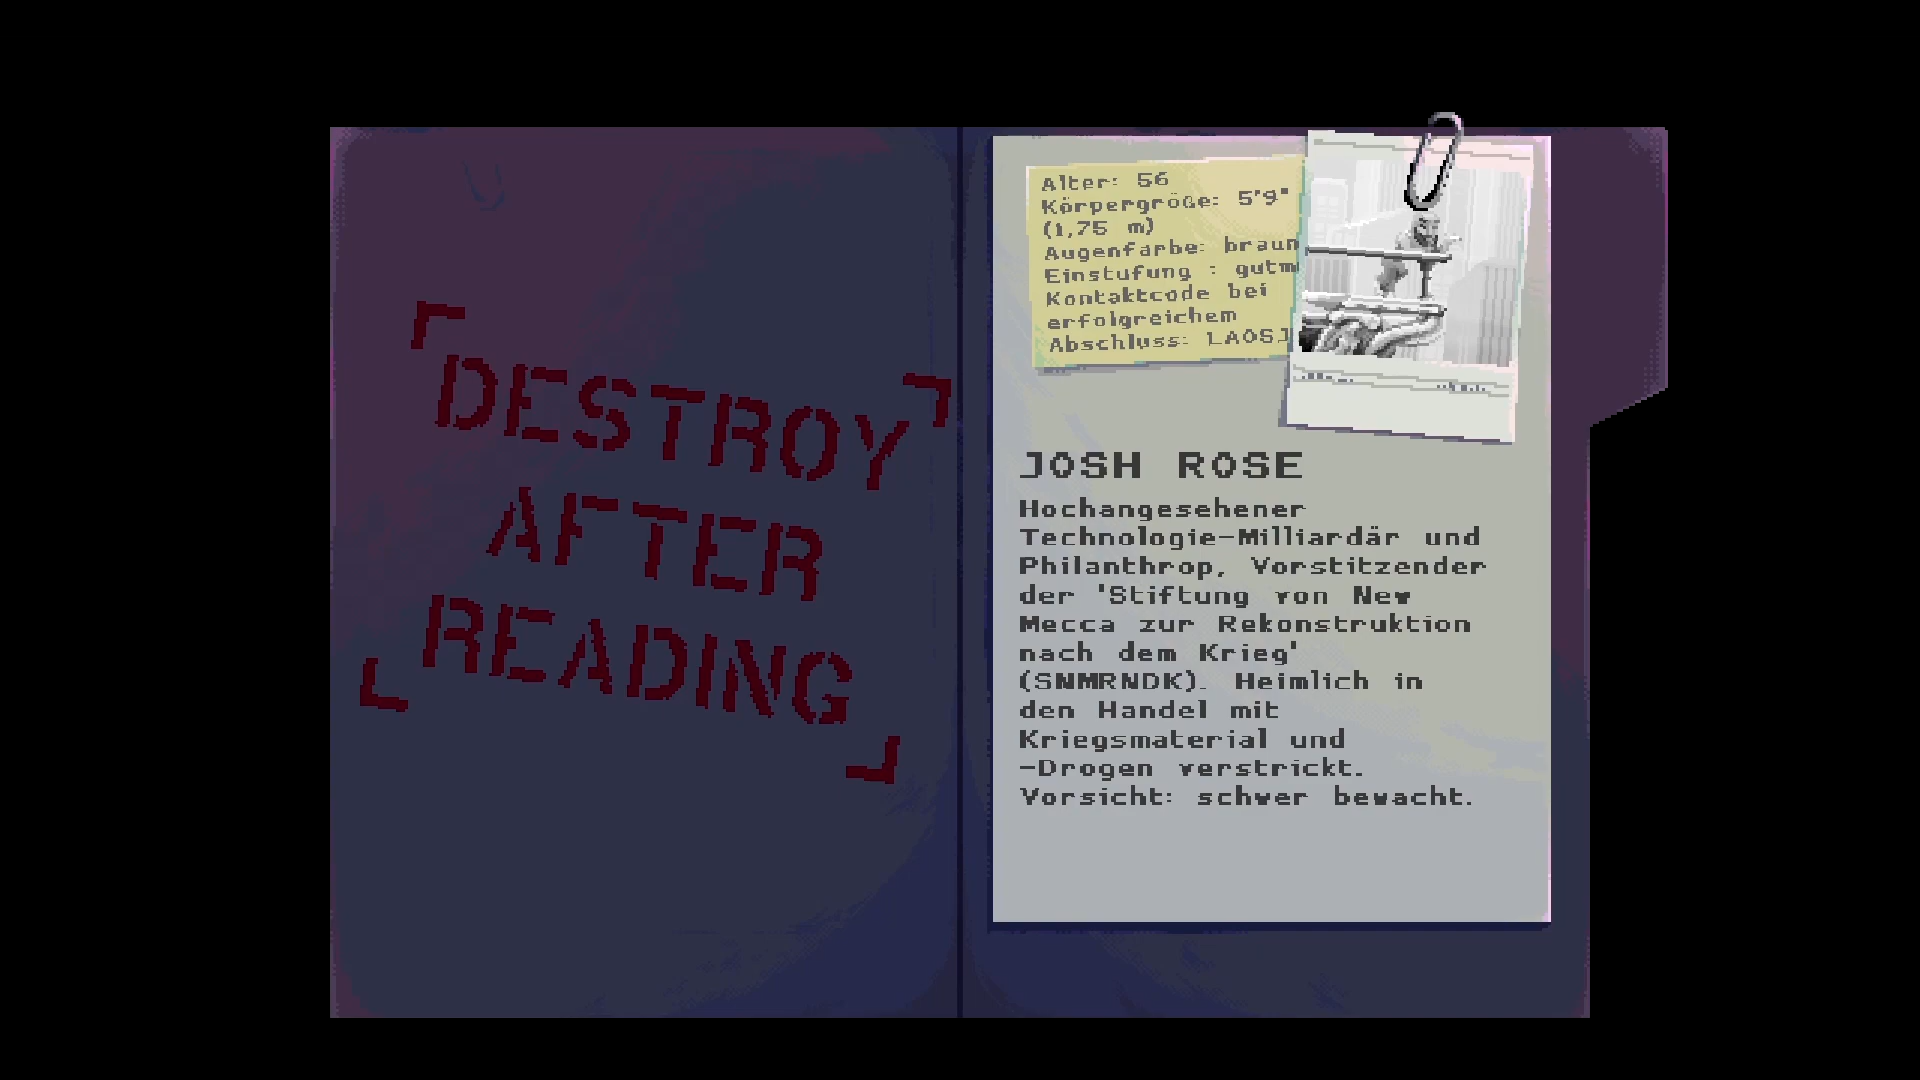 DESTROY
AFTER
READING
Alter: 56
Körpergröße: 5'9"
(1,75 m)
Augenfarbe: braun
Einstufung : gutm
Kontaktcode bei
erfolgreichem
Abschluss: LAOSJ
JOSH ROSE
Hochangesehener
Technologie-Milliardär und
Philanthrop, Vorstitzender
der 'Stiftung von New
Mecca zur Rekonstruktion
nach dem Krieg'
(SNMRNDK). Heimlich in
den Handel mit
Kriegsmaterial und
-Drogen verstrickt.
Vorsicht: schwer bewacht.